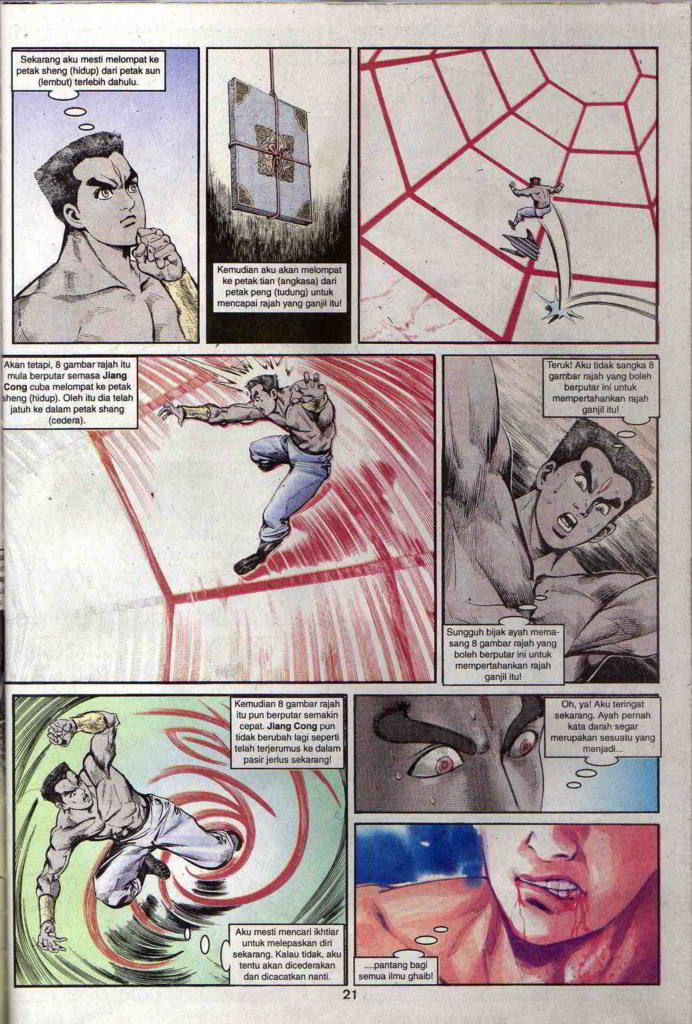 Sekarang aku mesti melompat ke
petak sheng (hidup) dari petak sun
(lembut) terlebih dahulu.
Kemudian aku akan melompat
ke petak tian (angkasa) dari
petak peng (tudung) untuk
mencapai rajah yang ganjil itu!
Akan tetapi, 8 gambar rajah itu
mula berputar semasa Jiang
Cong cuba melompat ke petak
sheng (hidup). Oleh itu dia telah
jatuh ke dalam petak shang
(cedera).
Teruk! Aku tidak sangka 8
gambar rajah yang boleh
berputar ini untuk
mempertahankan rajah
ganjil itu!
Sungguh bijak ayah mema-
sang 8 gambar rajah yang
boleh berputar ini untuk
mempertahankan rajah
ganjil itu!
Kemudian 8 gambar rajah
itu pun berputar semakin
cepat. Jiang Cong pun
tidak berubah lagi seperti
telah terjerumus ke dalam
pasir jerlus sekarang!
Aku mesti mencari ikhtiar
untuk melepaskan diri
sekarang. Kalau tidak, aku
tentu akan dicederakan
dan dicacatkan nanti.
Oh, ya! Aku teringat
sekarang. Ayah pernah
kata darah segar
merupakan sesuatu yang
menjadi...
....pantang bagi
semua ilmu ghaib!
21